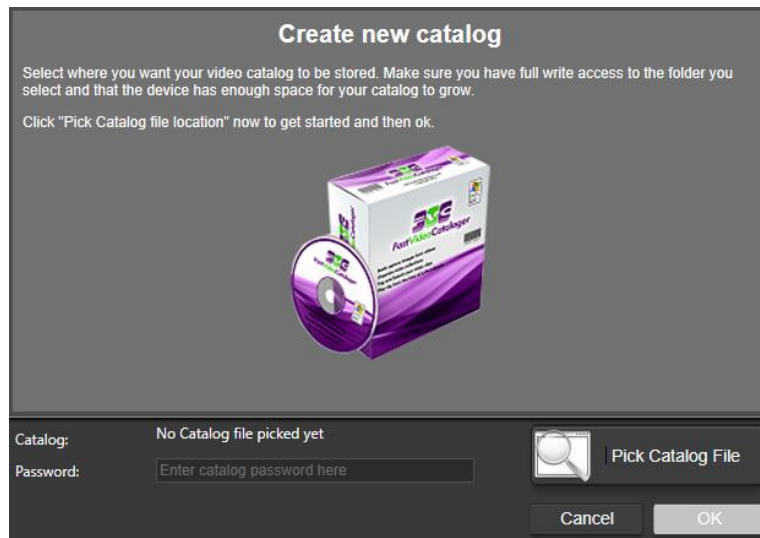 Create new catalog
Select where you want your video catalog to be stored. Make sure you have full write access to the folder you
select and that the device has enough space for your catalog to grow.
Click "Pick Catalog file location" now to get started and then ok.
FastVideoCataloger
Catalog:
No Catalog file picked yet
Pick Catalog File
Password:
Enter catalog password here
Cancel
OK